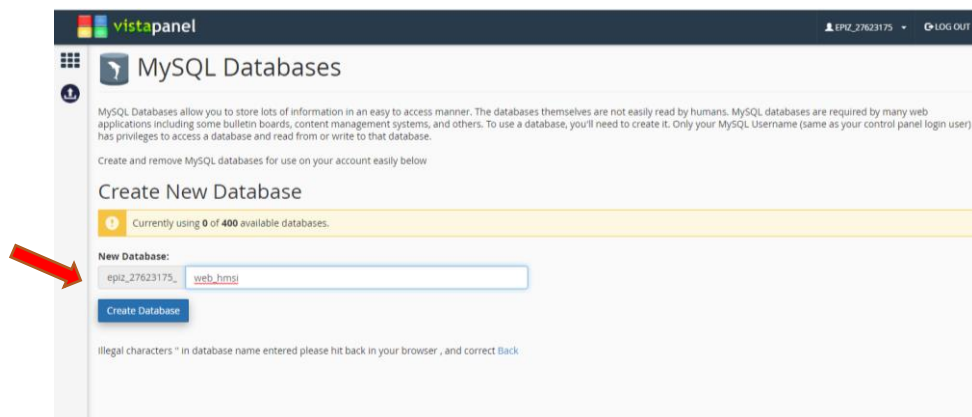 vistapanel
EPIZ_27623175
LOG OUT
MySQL Databases
MySQL Databases allow you to store lots of information in an easy to access manner. The databases themselves are not easily read by humans. MySQL databases are required by many web
applications including some bulletin boards, content management systems, and others. To use a database, you'll need to create it. Only your MySQL Username (same as your control panel login user)
has privileges to access a database and read from or write to that database.
Create and remove MySQL databases for use on your account easily below
Create New Database
Currently using 0 of 400 available databases.
New Database:
epiz_27623175_ web_hmsi
Create Database
Illegal characters '' in database name entered please hit back in your browser , and correct Back